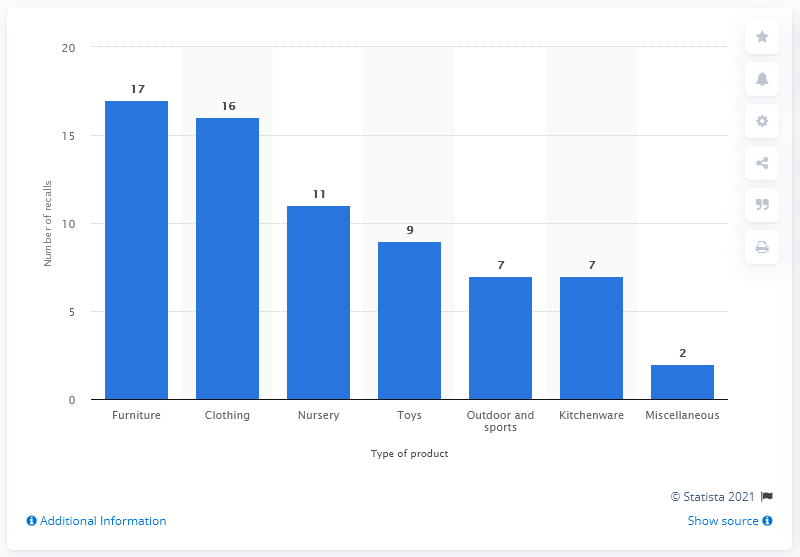 20
15
10
5
0
Number of recalls
17
16
11
9
7
7
2
Furniture
Clothing
Nursery
Toys
Outdoor and
sports
Kitchenware
Miscellaneous
Type of product
© Statista 2021
Additional Information
Show source